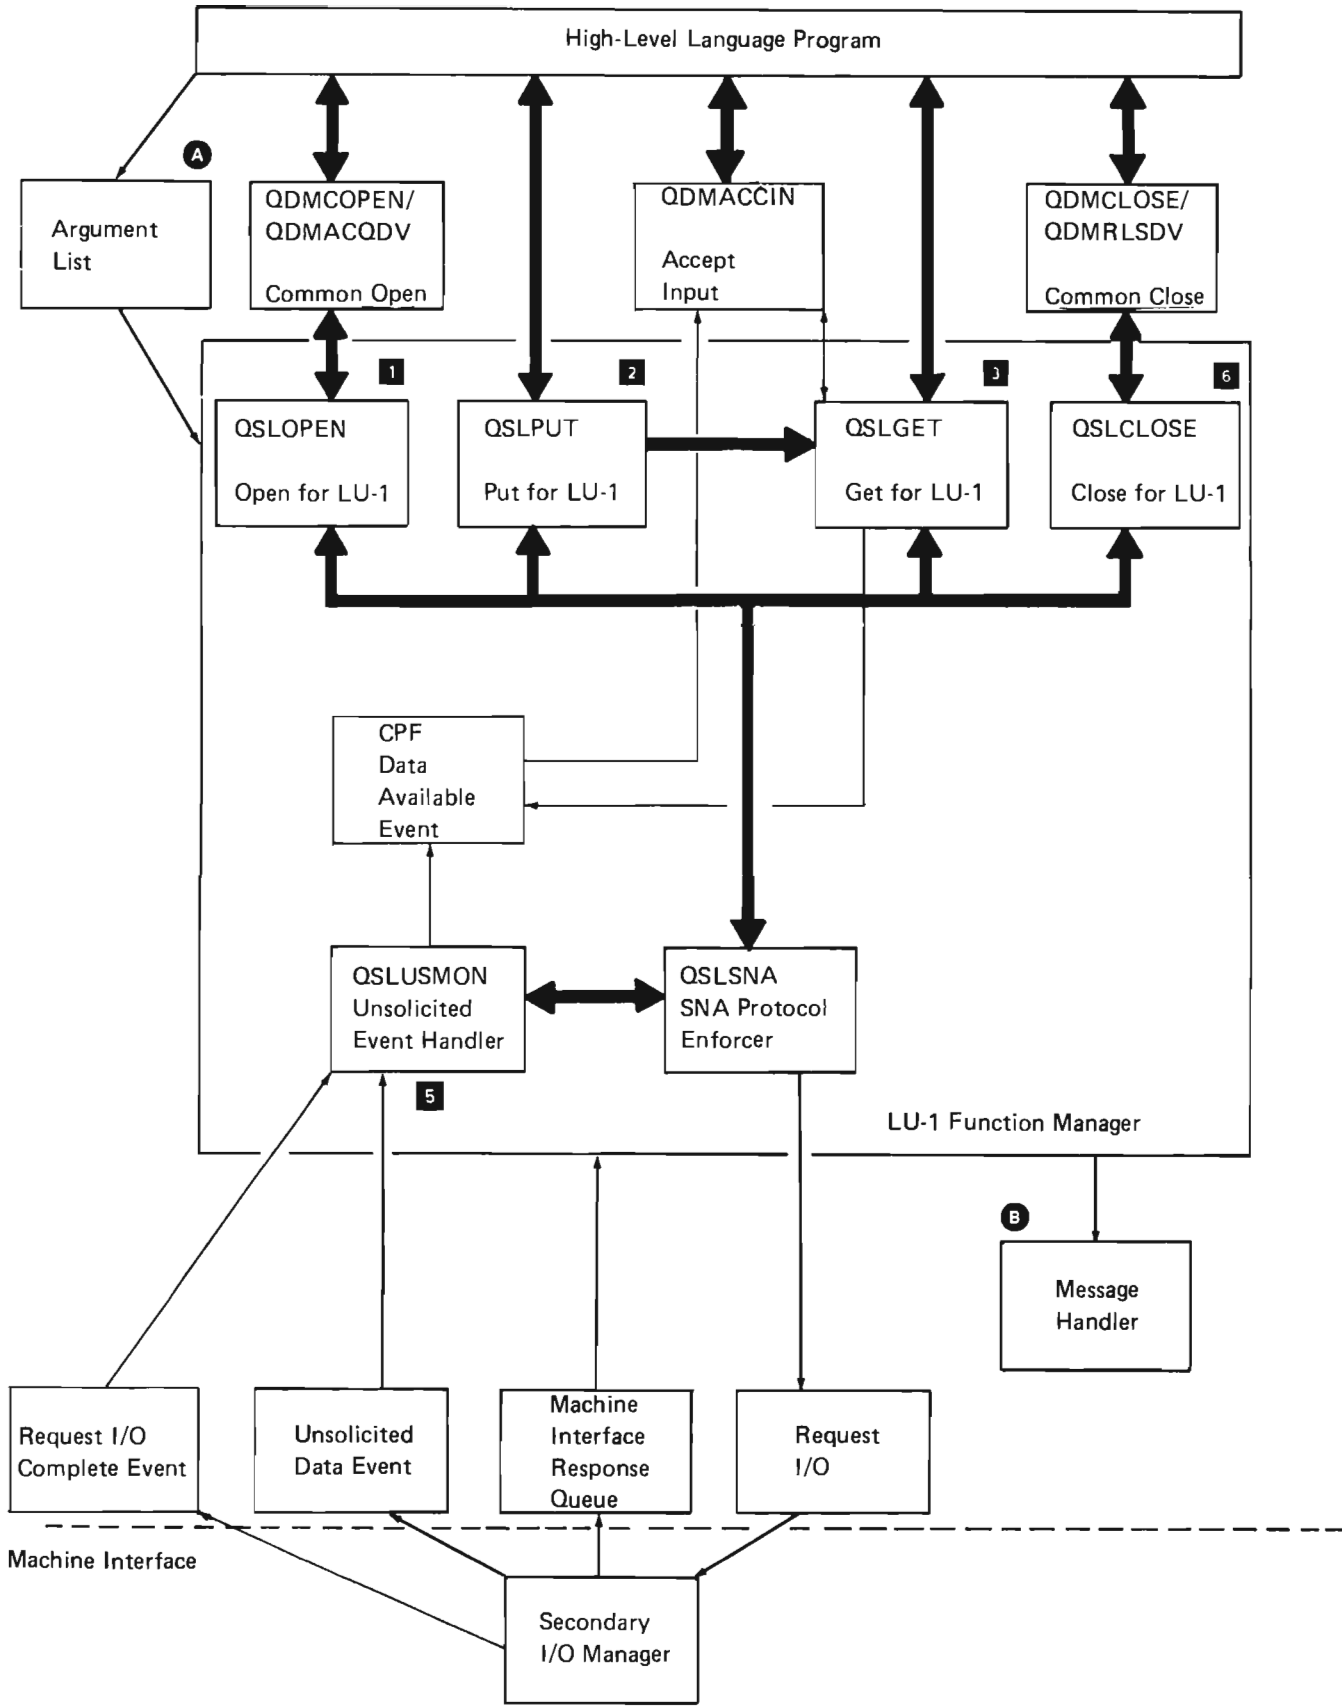 High-Level Language Program
A
Argument
List
QDMCOPEN/
QDMACQDV
Common Open
QDMACCIN
Accept
Input
QDMCLOSE/
QDMRLSDV
Common Close
1
2
3
6
QSLOPEN
Open for LU-1
QSLPUT
Put for LU-1
QSLGET
Get for LU-1
QSLCLOSE
Close for LU-1
CPF
Data
Available
Event
QSLUSMON
Unsolicited
Event Handler
QSLSNA
SNA Protocol
Enforcer
5
LU-1 Function Manager
B
Message
Handler
Request I/O
Complete Event
Unsolicited
Data Event
Machine
Interface
Response
Queue
Request
I/O
Machine Interface
Secondary
I/O Manager